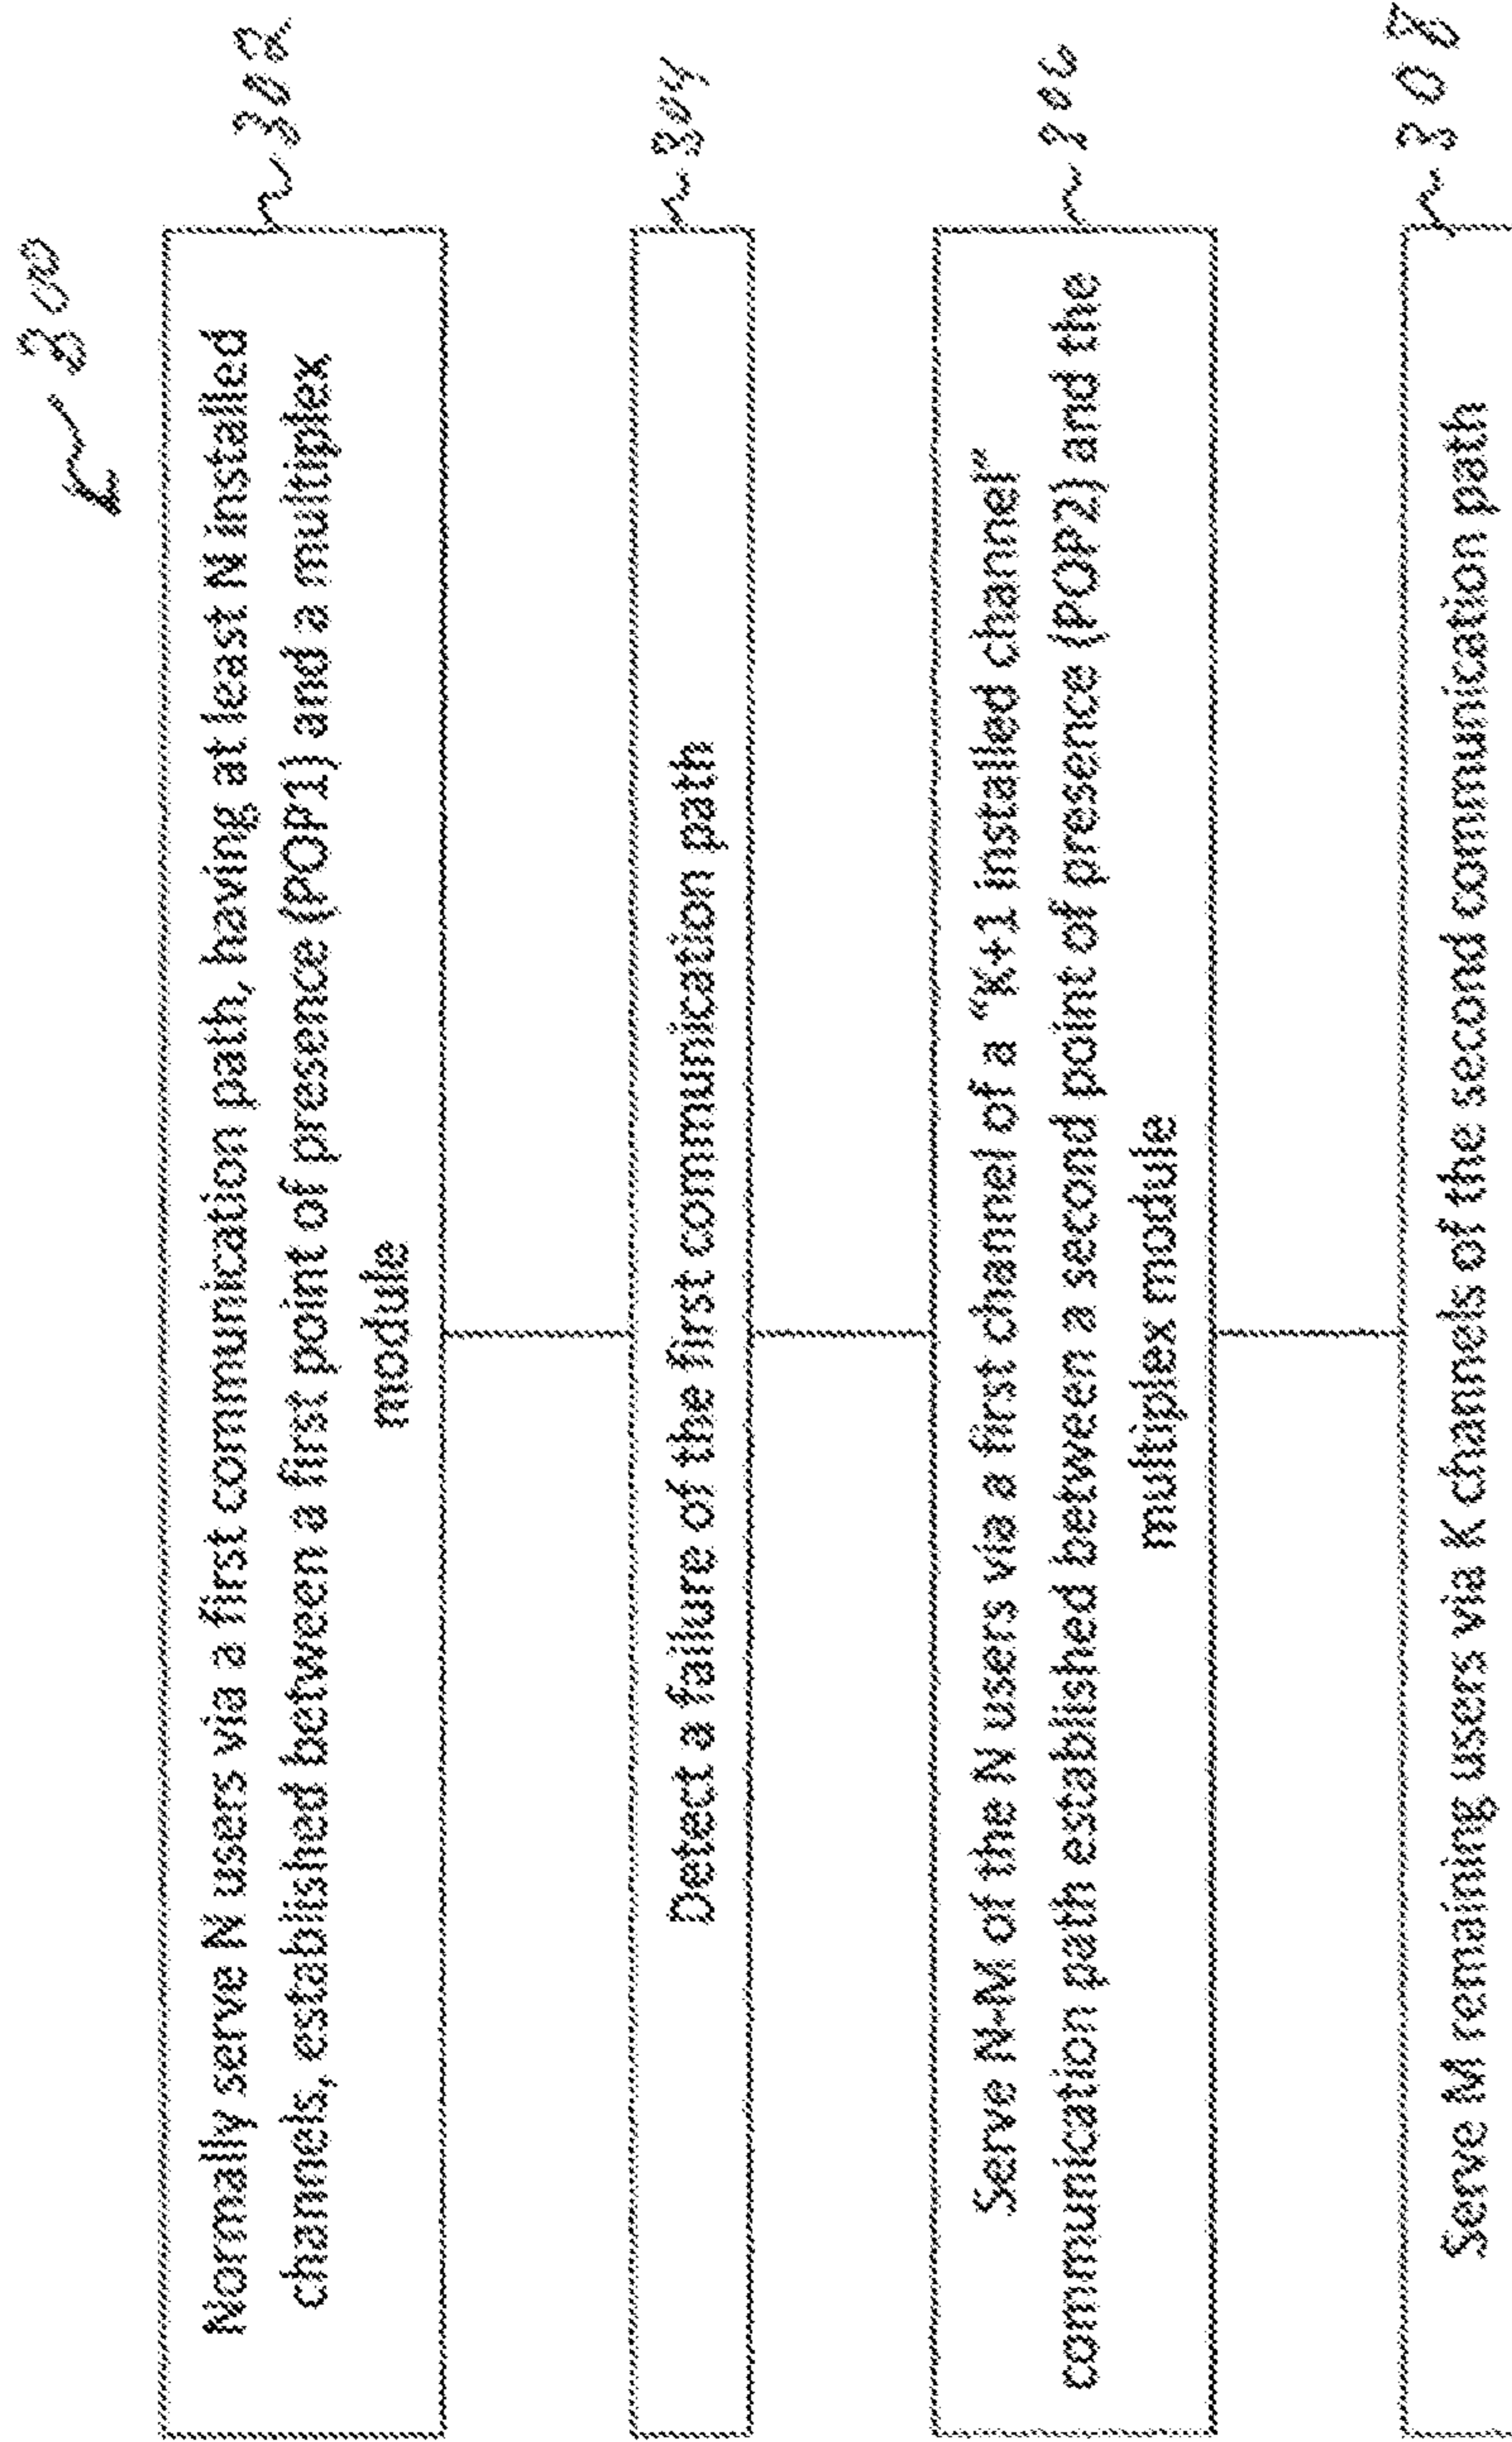 300
Normally serve N users via a first communication path, having at least N installed
channels, established between a first point of presence (POP1) and a multiplex
module
302
Detect a failure of the first communication path
304
Serve N-M of the N users via a first channel of a “K+1 installed channel”
communication path established between a second point of presence (POP2) and the
multiplex module
306
Serve M remaining users via K channels of the second communication path
308